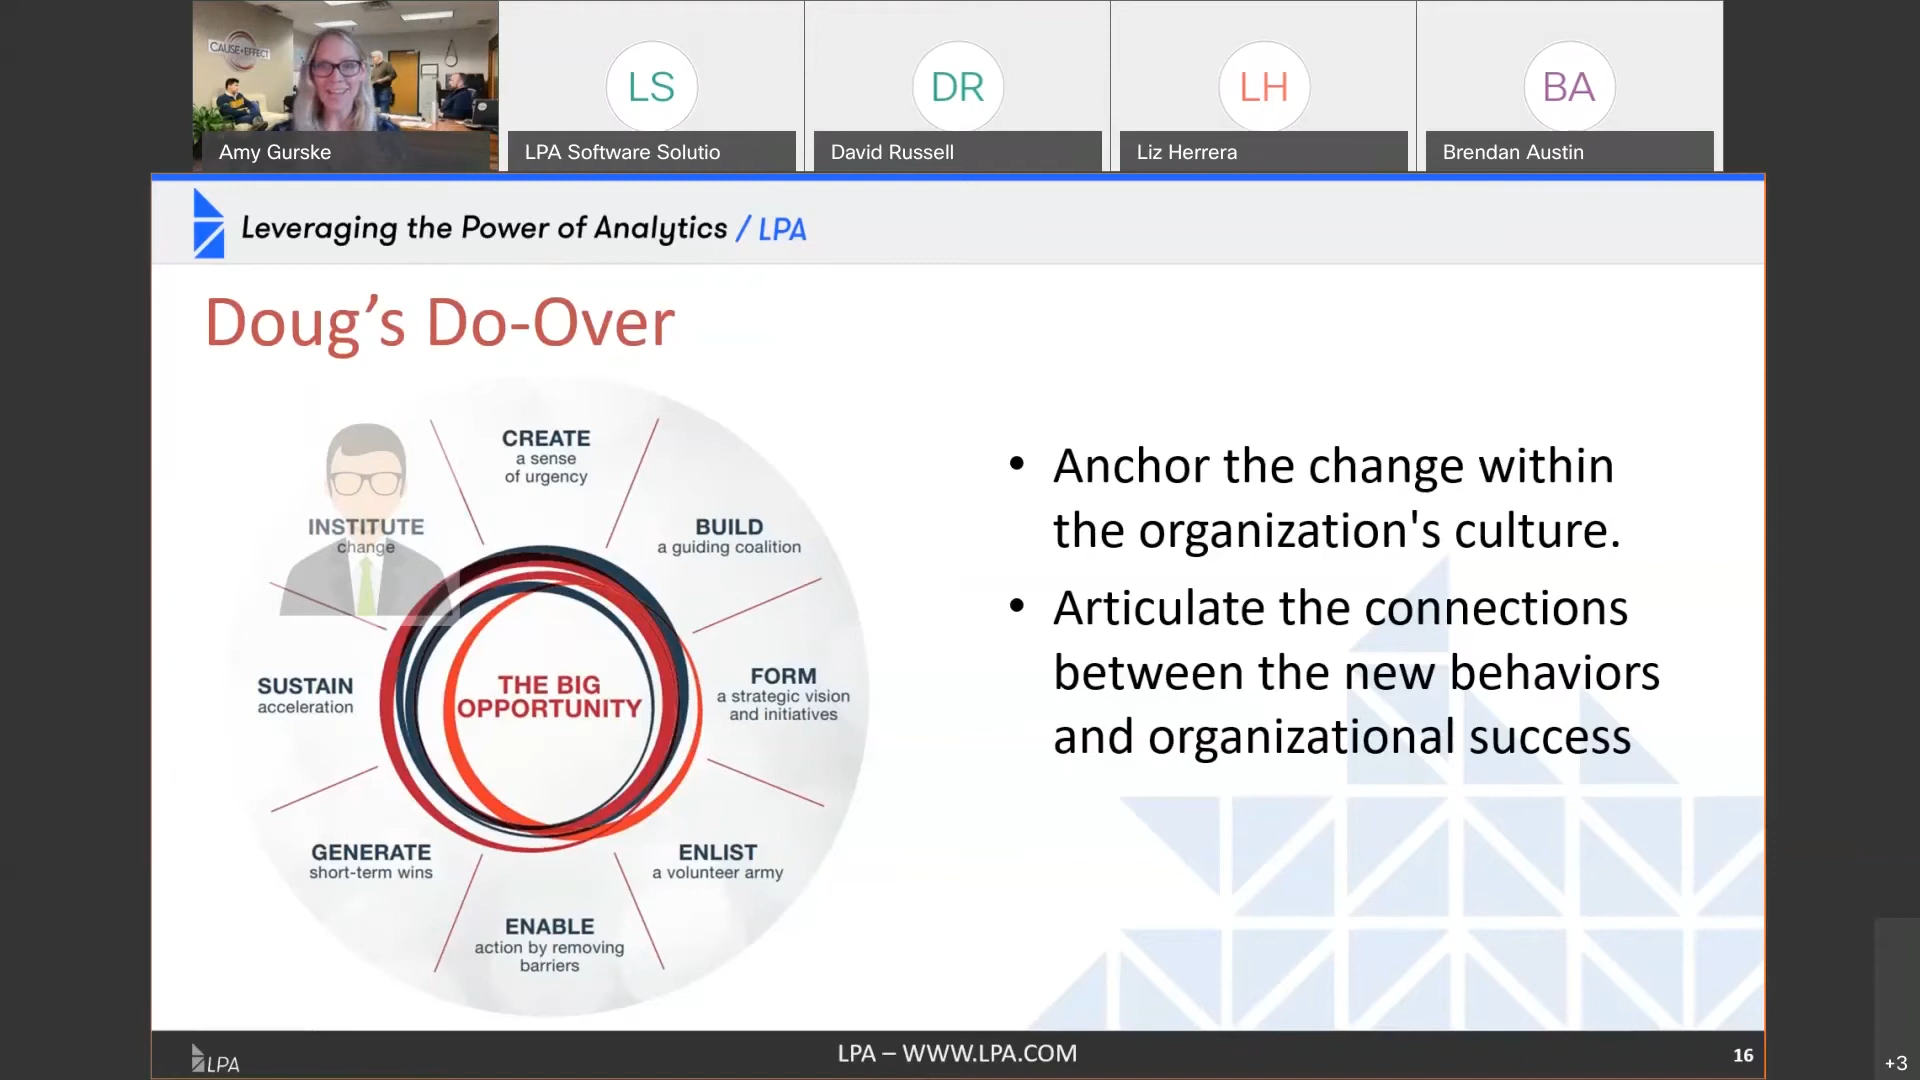 CAUSE+EFFECT
LS
DR
LH
BA
Amy Gurske
LPA Software Solutio
David Russell
Liz Herrera
Brendan Austin
Leveraging the Power of Analytics / LPA
Doug's Do-Over
CREATE
a sense
of urgency
BUILD
a guiding coalition
FORM
a strategic vision
and initiatives
ENLIST
a volunteer army
ENABLE
action by removing
barriers
GENERATE
short-term wins
SUSTAIN
acceleration
INSTITUTE
change
THE BIG
OPPORTUNITY
• Anchor the change within
the organization's culture.
• Articulate the connections
between the new behaviors
and organizational success
LPA
LPA – WWW.LPA.COM
16
+3